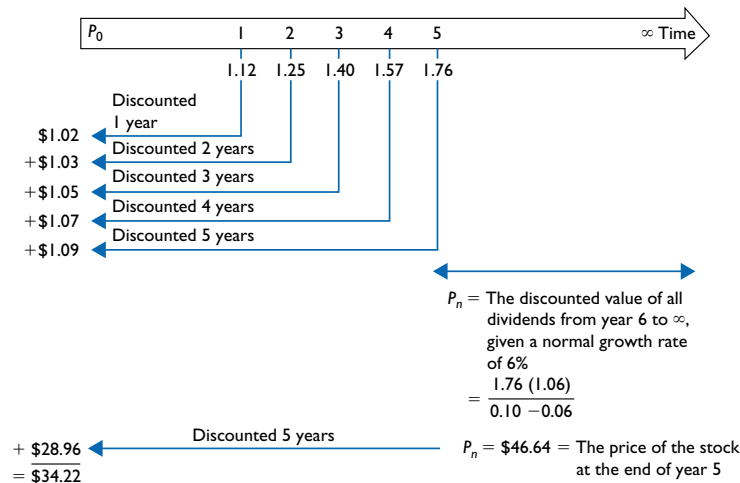 P0 1 2 3 4 5 ∞ Time
1.12 1.25 1.40 1.57 1.76
Discounted
1 year
$1.02
Discounted 2 years
+$1.03
Discounted 3 years
+$1.05
Discounted 4 years
+$1.07
Discounted 5 years
+$1.09
Pn = The discounted value of all
dividends from year 6 to ∞,
given a normal growth rate
of 6%
= 1.76 (1.06)
0.10 −0.06
Discounted 5 years
+ $28.96
Pn = $46.64 = The price of the stock
at the end of year 5
= $34.22